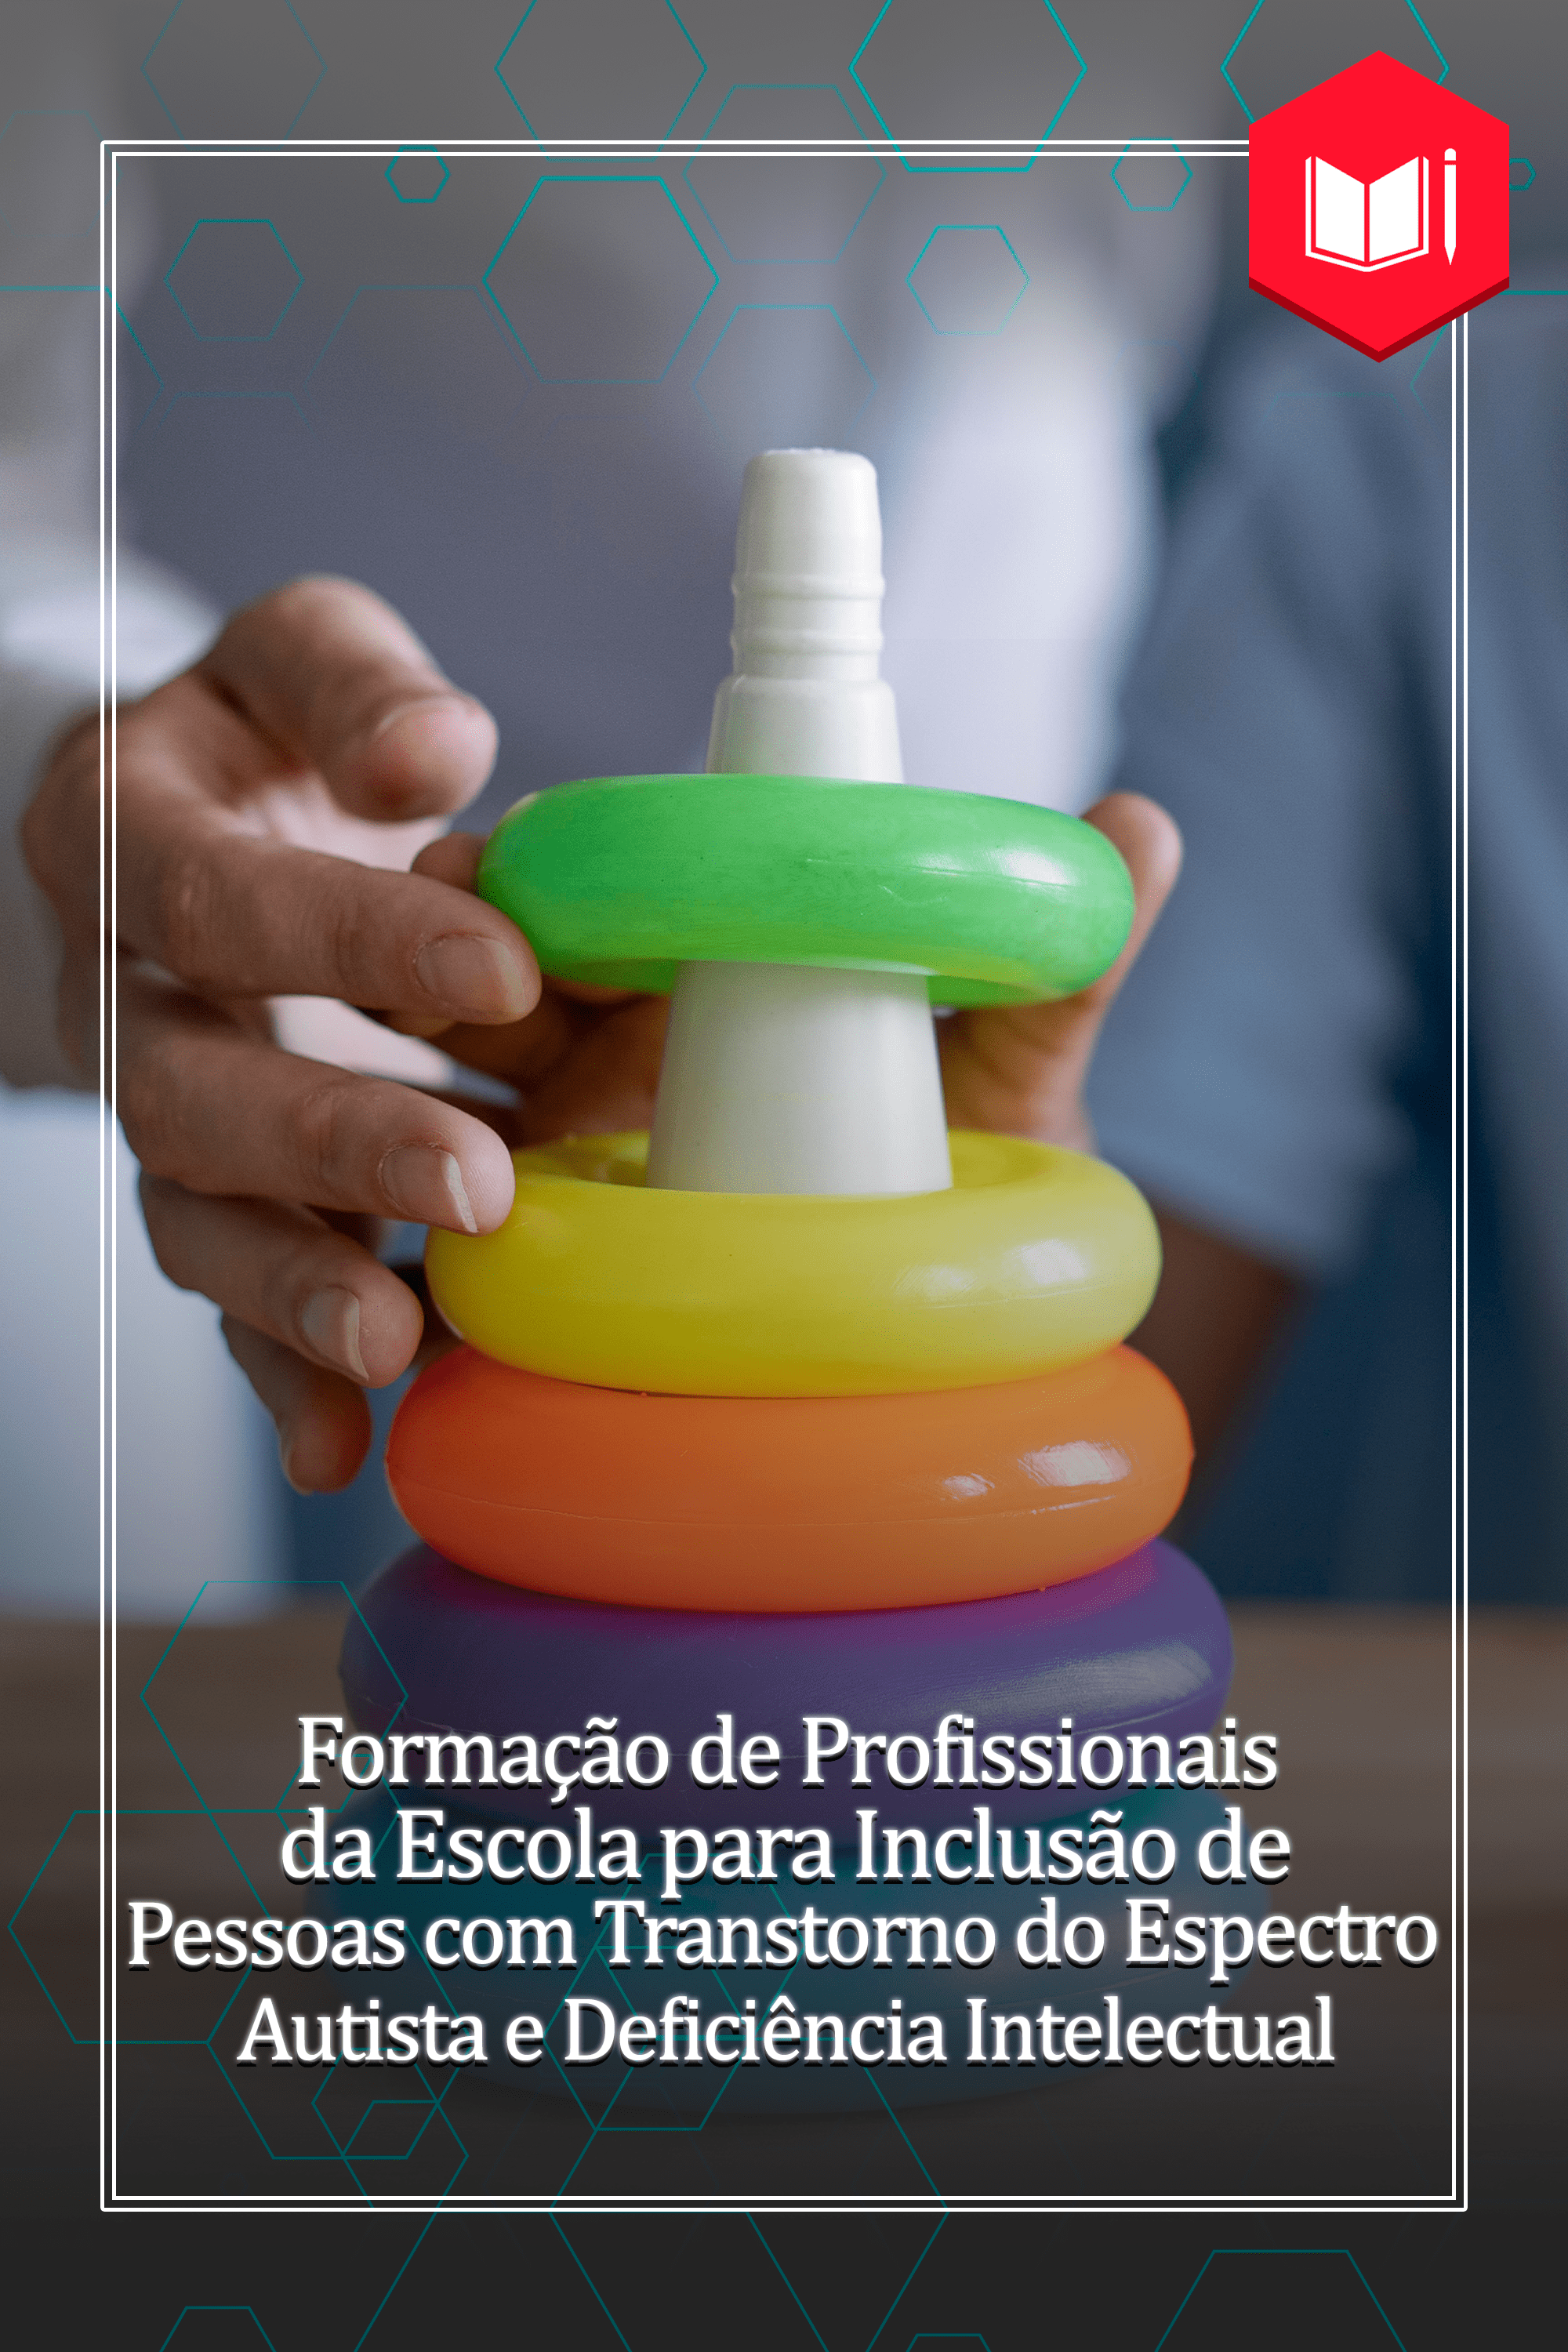 Formação de Profissionais
da Escola para Inclusão de
Pessoas com Transtorno do Espectro
Autista e Deficiência Intelectual